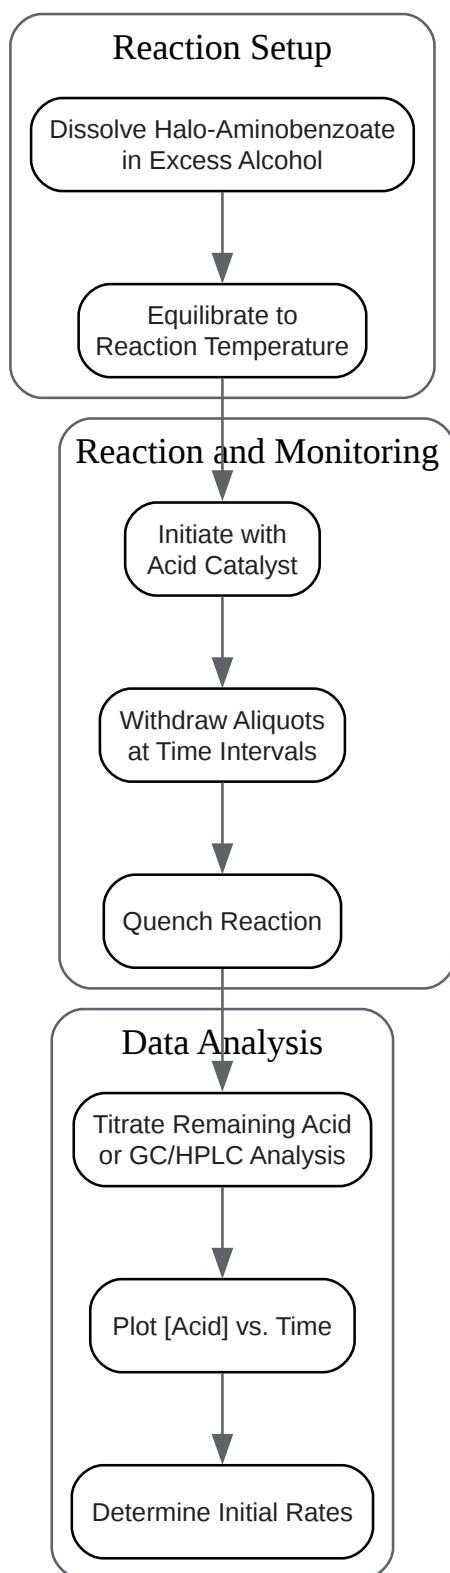 Reaction Setup
Dissolve Halo-Aminobenzoate
in Excess Alcohol
Equilibrate to
Reaction Temperature
Reaction and Monitoring
Initiate with
Acid Catalyst
Withdraw Aliquots
at Time Intervals
Quench Reaction
Data Analysis
Titrate Remaining Acid
or GC/HPLC Analysis
Plot [Acid] vs. Time
Determine Initial Rates